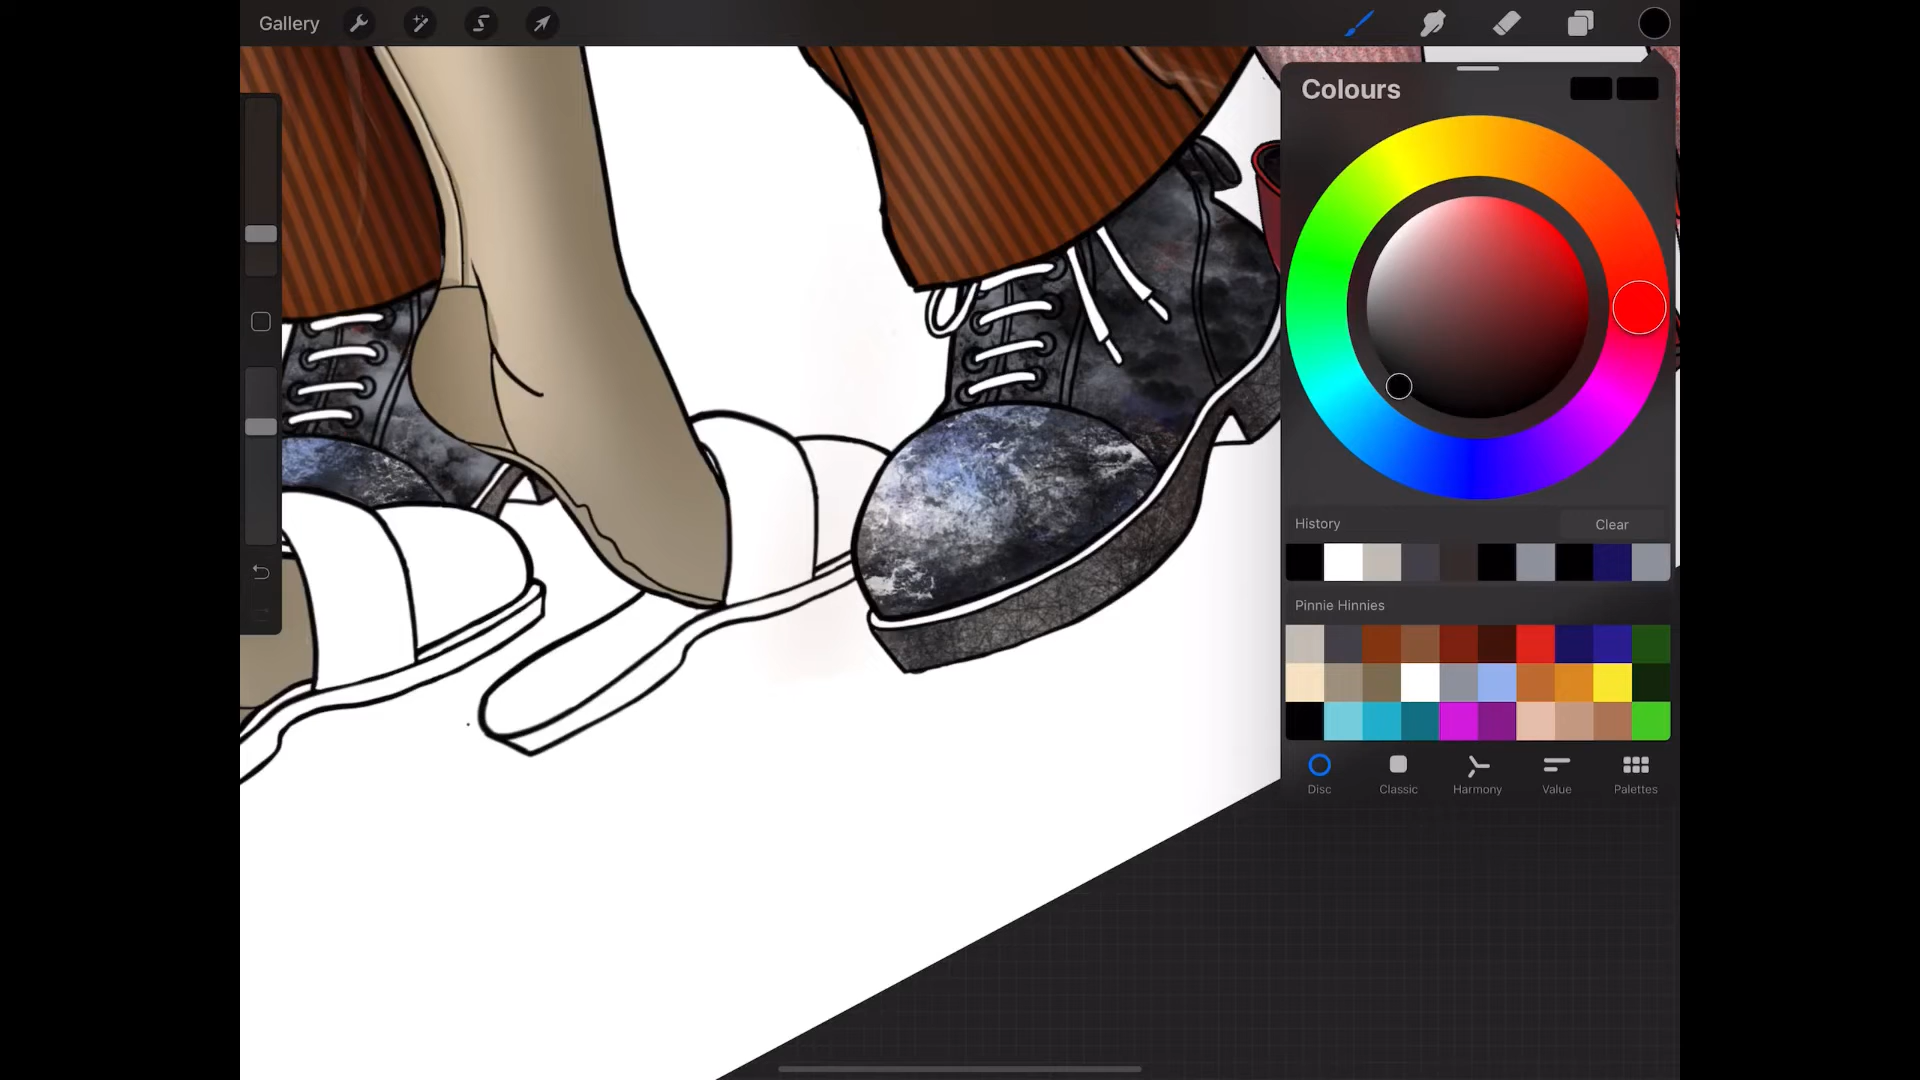 Gallery
Colours
History
Clear
Pinnie Hinnies
Disc
Classic
Harmony
Value
Palettes